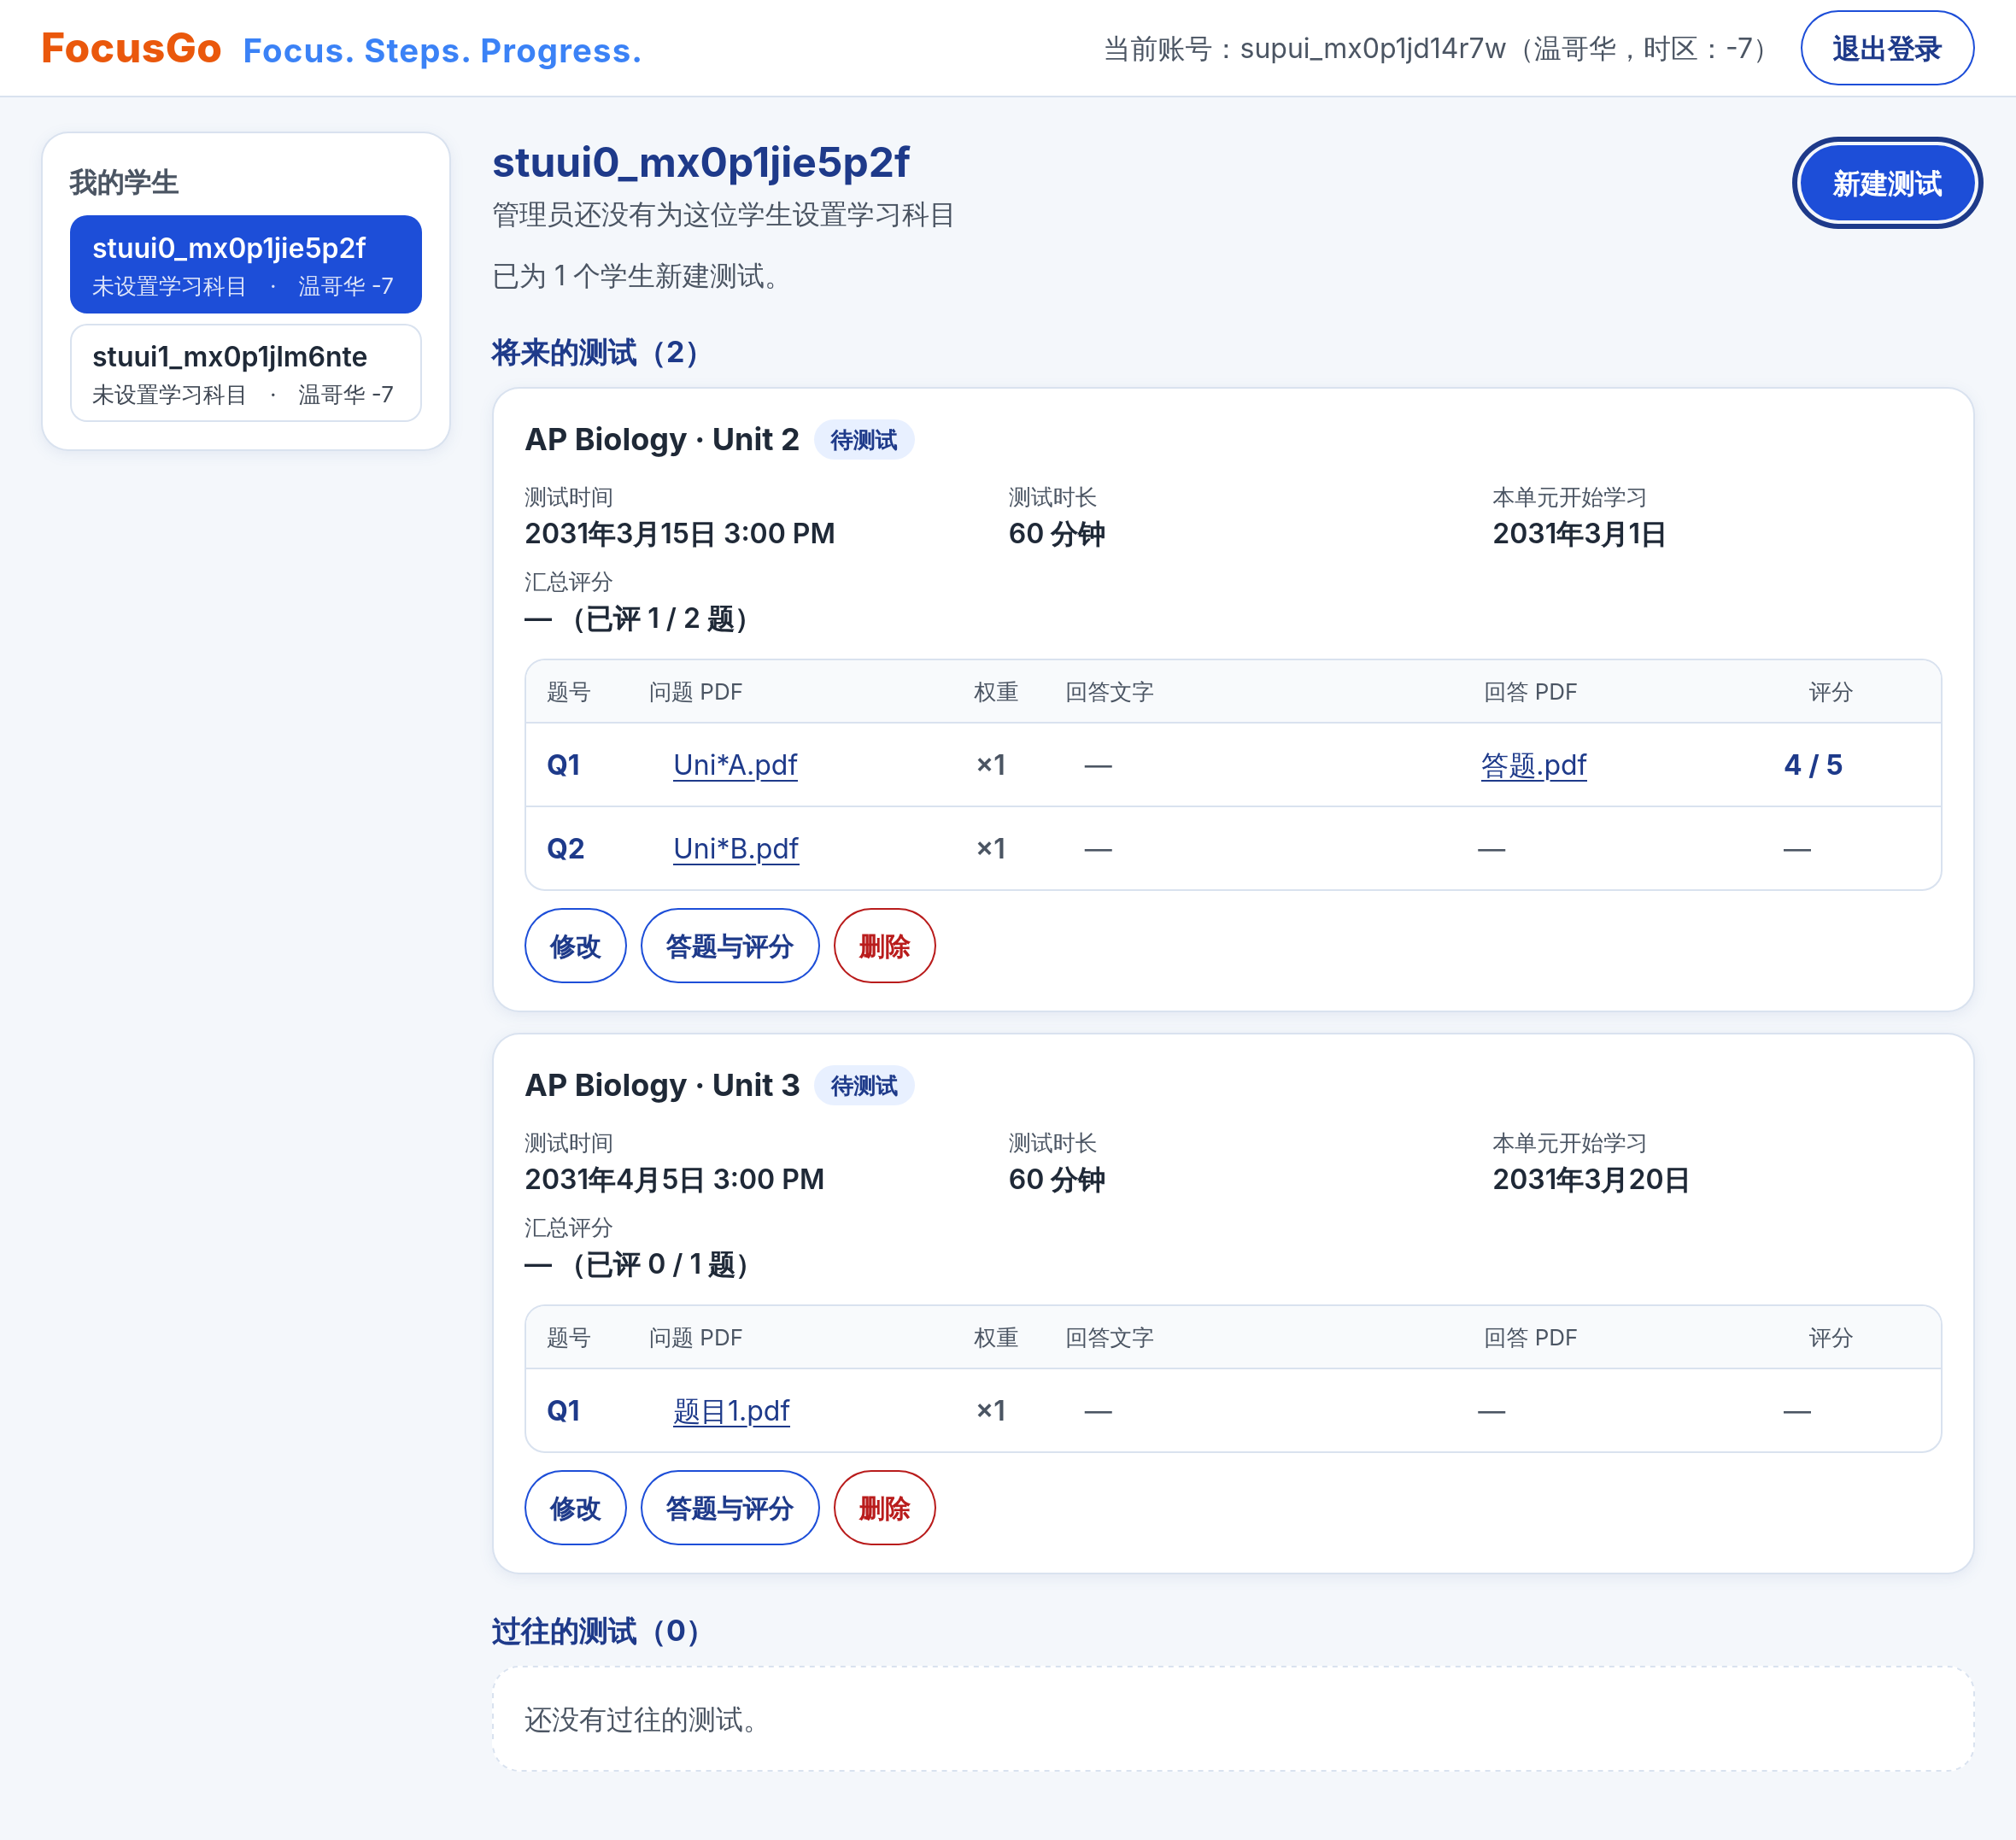 FocusGo Focus. Steps. Progress.
当前账号：supui_mx0p1jd14r7w（温哥华，时区：-7） 退出登录
我的学生
stuui0_mx0p1jie5p2f
未设置学习科目 · 温哥华 -7
stuui1_mx0p1jlm6nte
未设置学习科目 · 温哥华 -7
stuui0_mx0p1jie5p2f
管理员还没有为这位学生设置学习科目
新建测试
已为 1 个学生新建测试。
将来的测试（2）
AP Biology · Unit 2 待测试
测试时间 测试时长 本单元开始学习
2031年3月15日 3:00 PM 60 分钟 2031年3月1日
汇总评分
— （已评 1 / 2 题）
题号 问题 PDF 权重 回答文字 回答 PDF 评分
Q1 Uni*A.pdf ×1 — 答题.pdf 4 / 5
Q2 Uni*B.pdf ×1 — — —
修改 答题与评分 删除
AP Biology · Unit 3 待测试
测试时间 测试时长 本单元开始学习
2031年4月5日 3:00 PM 60 分钟 2031年3月20日
汇总评分
— （已评 0 / 1 题）
题号 问题 PDF 权重 回答文字 回答 PDF 评分
Q1 题目1.pdf ×1 — — —
修改 答题与评分 删除
过往的测试（0）
还没有过往的测试。